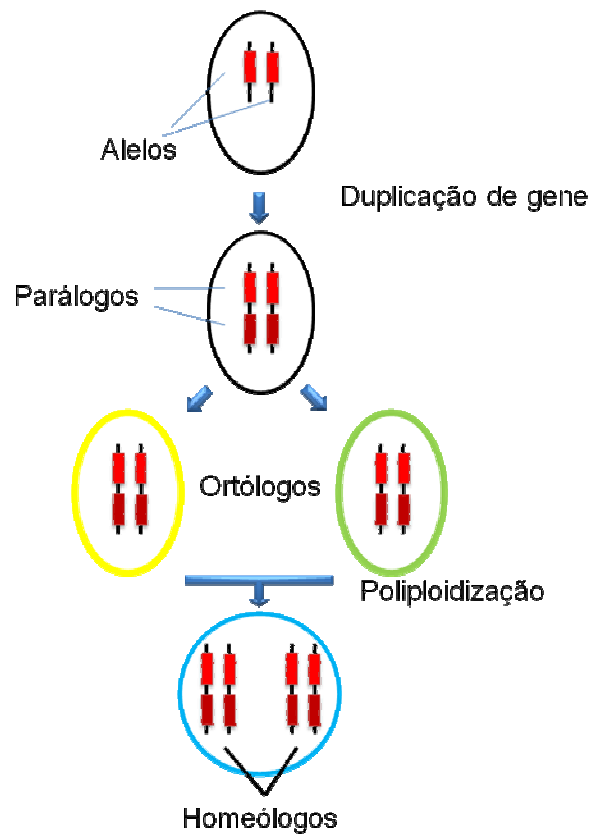 Alelos
Duplicação de gene
Parálogos
Ortólogos
Poliploidização
Homeólogos